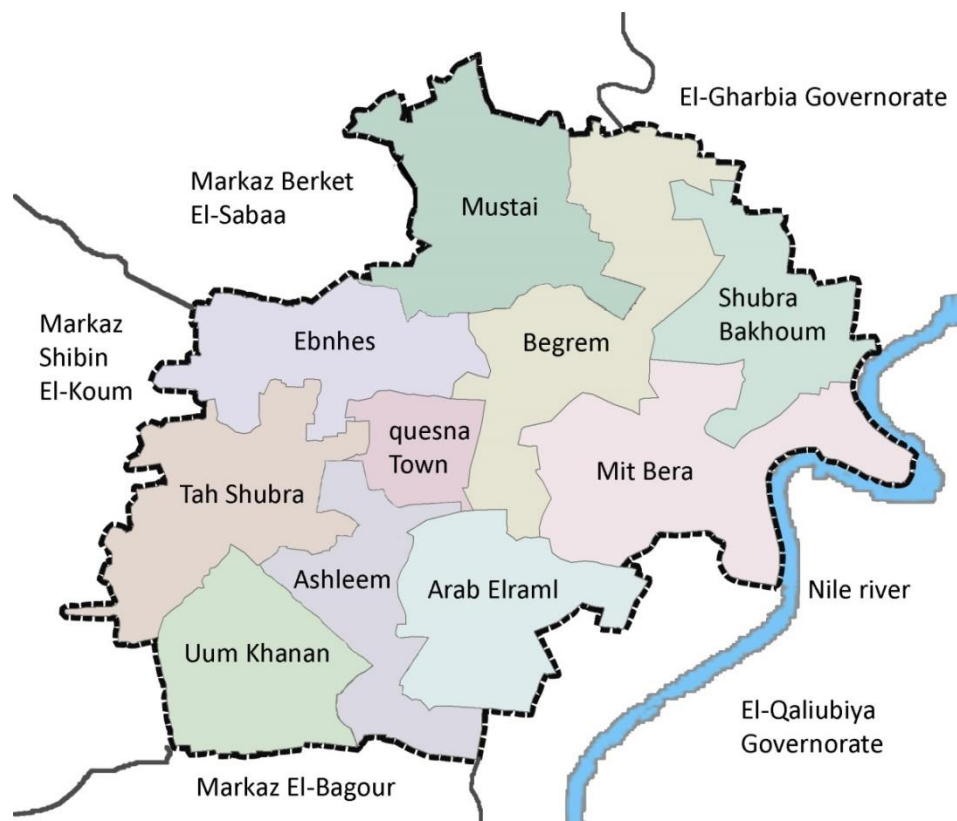 El-Gharbia Governorate
Markaz Berket
El-Sabaa
Mustai
Shubra
Bakhoum
Markaz
Shibin
El-Koum
Ebnhes
Begrem
quesna
Town
Mit Bera
Tah Shubra
Ashleem
Arab Elraml
Nile river
Uum Khanan
El-Qaliubiya
Governorate
Markaz El-Bagour